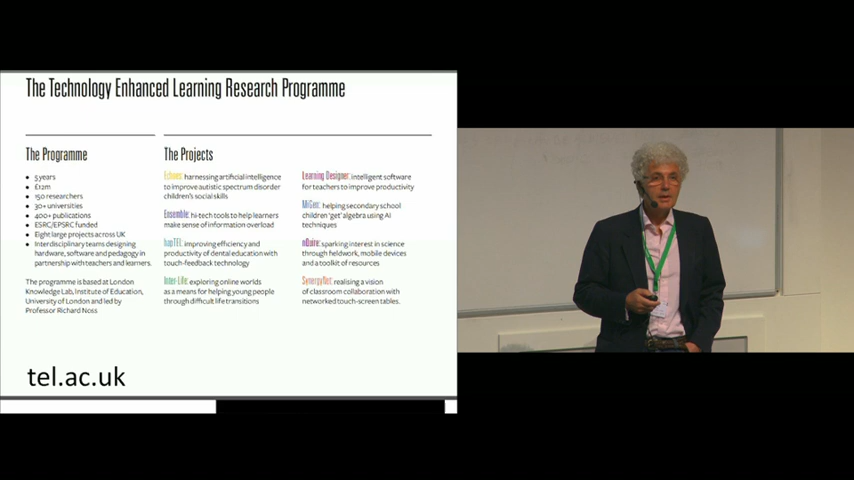 The Technology Enhanced Learning Research Programme
The Programme
5 years
£12m
150 researchers
30+ universities
400+ publications
ESRC/EPSRC funded
Eight large projects across UK
Interdisciplinary teams designing
hardware, software and pedagogy in
partnership with teachers and learners.
The programme is based at London
Knowledge Lab, Institute of Education,
University of London and led by
Professor Richard Noss
The Projects
Echoes: harnessing artificial intelligence
to improve autistic spectrum disorder
children's social skills
Ensemble: hi-tech tools to help learners
make sense of information overload
hapTEL: improving efficiency and
productivity of dental education with
touch-feedback technology
Inter-Life: exploring online worlds
as a means for helping young people
through difficult life transitions
Learning Designer: intelligent software
for teachers to improve productivity
MiGen: helping secondary school
children 'get' algebra using AI
techniques
nQuire: sparking interest in science
through fieldwork, mobile devices
and a toolkit of resources
SynergyNet: realising a vision
of classroom collaboration with
networked touch-screen tables.
tel.ac.uk